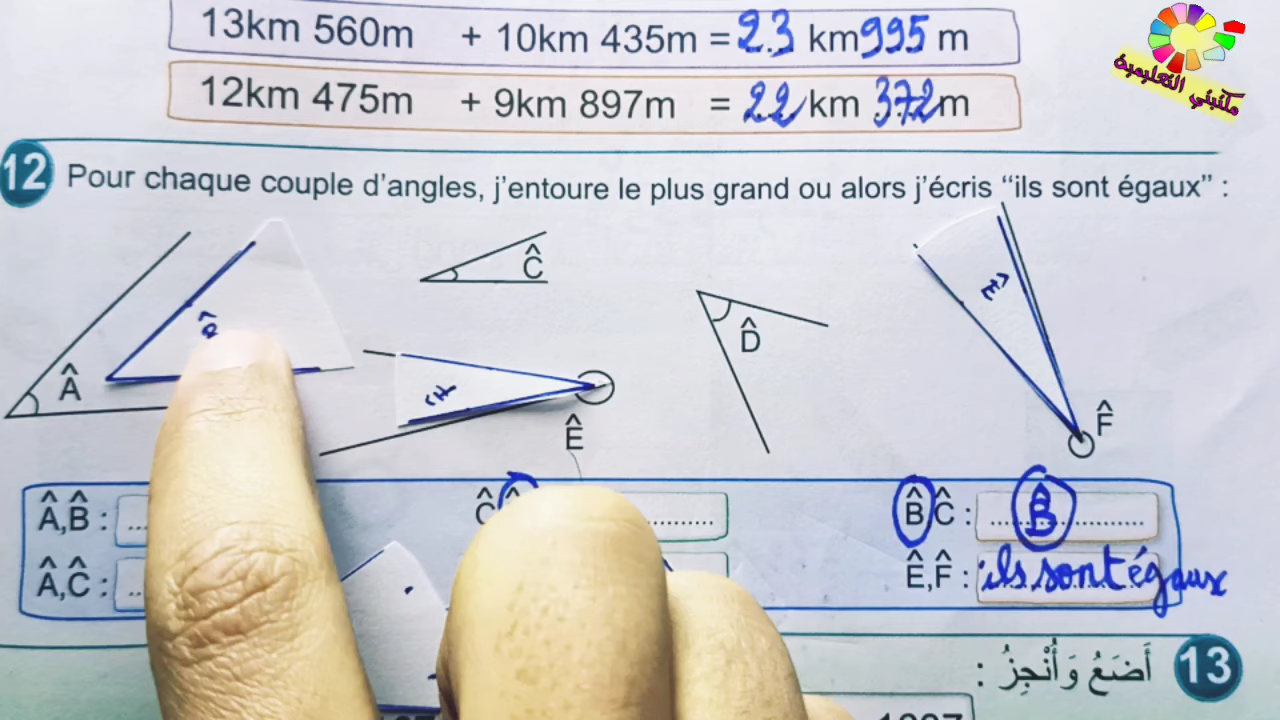 13km 560m + 10km 435m = 23 km 995 m
12km 475m + 9km 897m = 22 km 372 m
مكتبتي التعليمية
12 Pour chaque couple d'angles, j'entoure le plus grand ou alors j'écris “ils sont égaux” :
Â
B̂
Ĉ
D̂
Ê
Ê
F̂
Â,B̂ : ...
Ĉ
B̂,Ĉ : B̂
Â,Ĉ : ..
Ê,F̂ : ils sont égaux
13 أَضَعُ وَأُنْجِزُ :